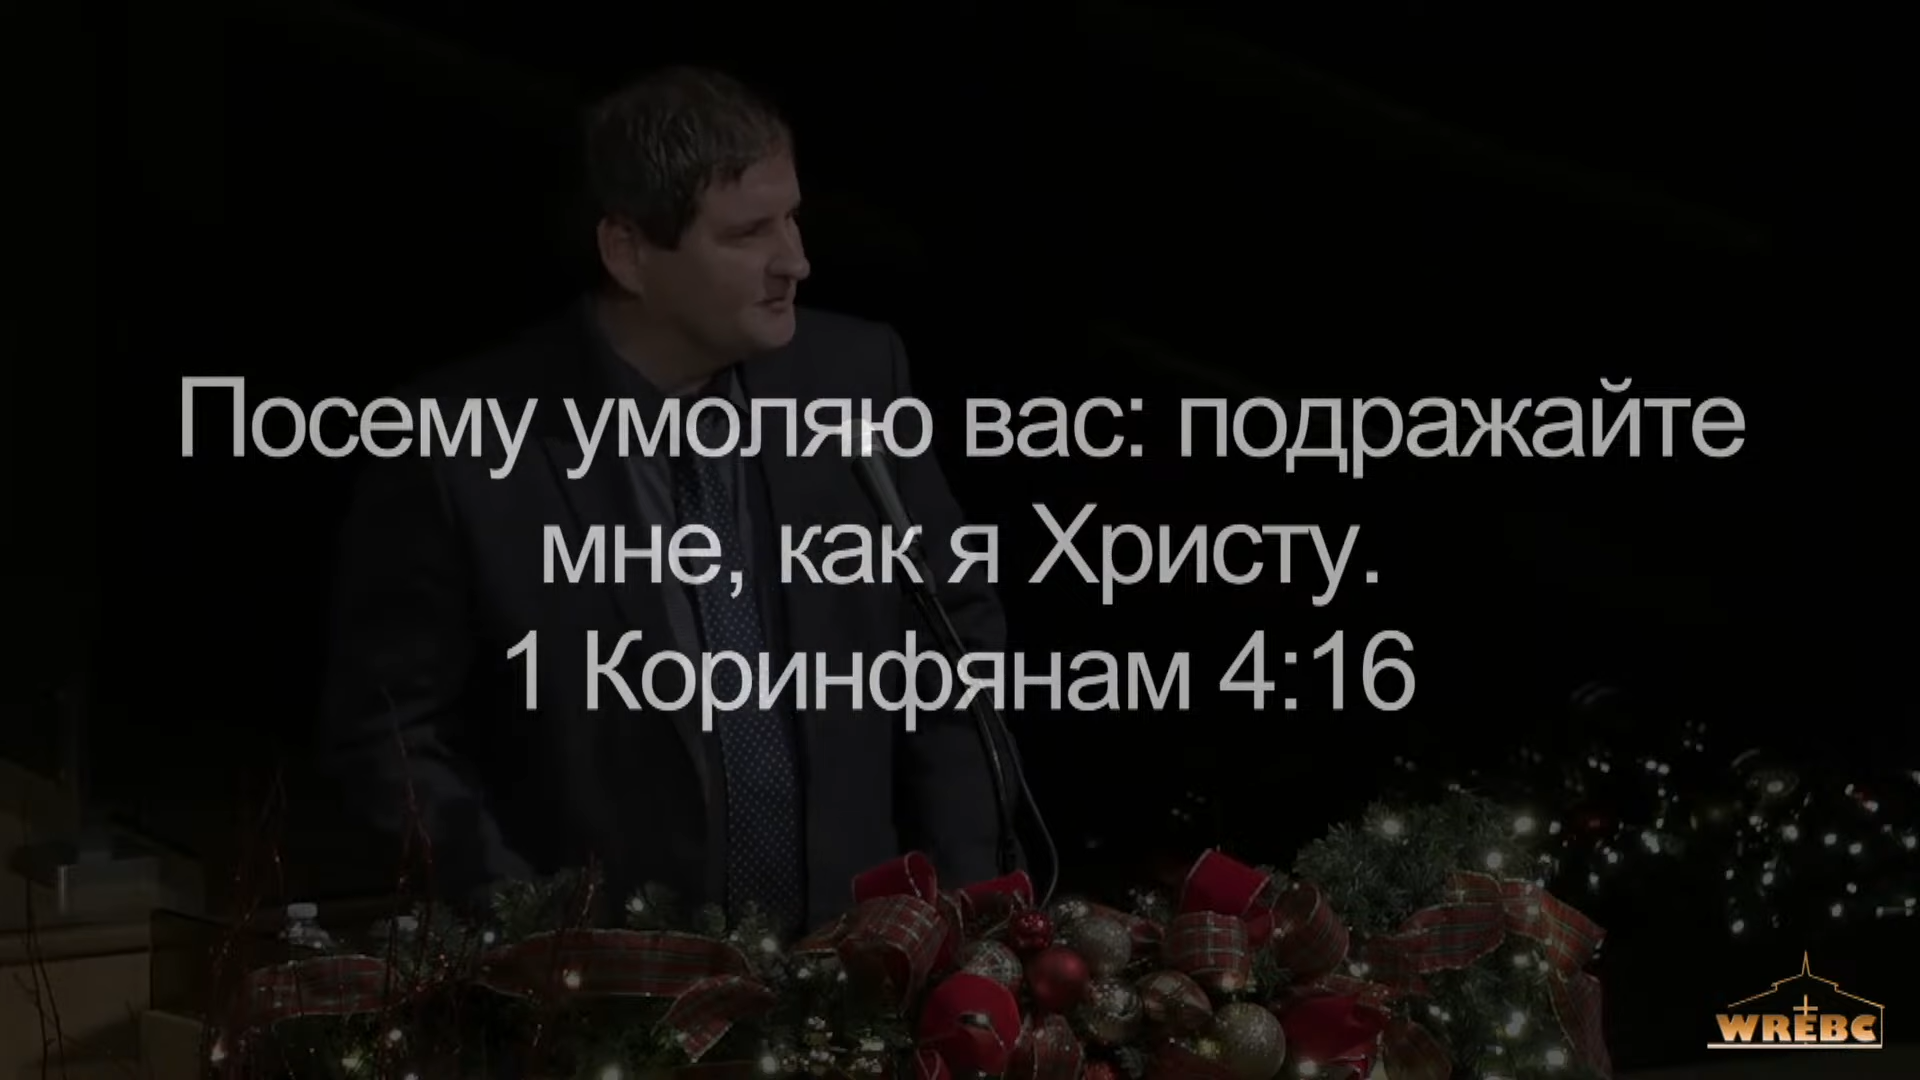 Посему умоляю вас: подражайте
мне, как я Христу.
1 Коринфянам 4:16
WREBC